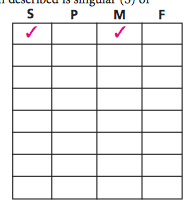 described is singular (S) or
S P M F
✓ ✓